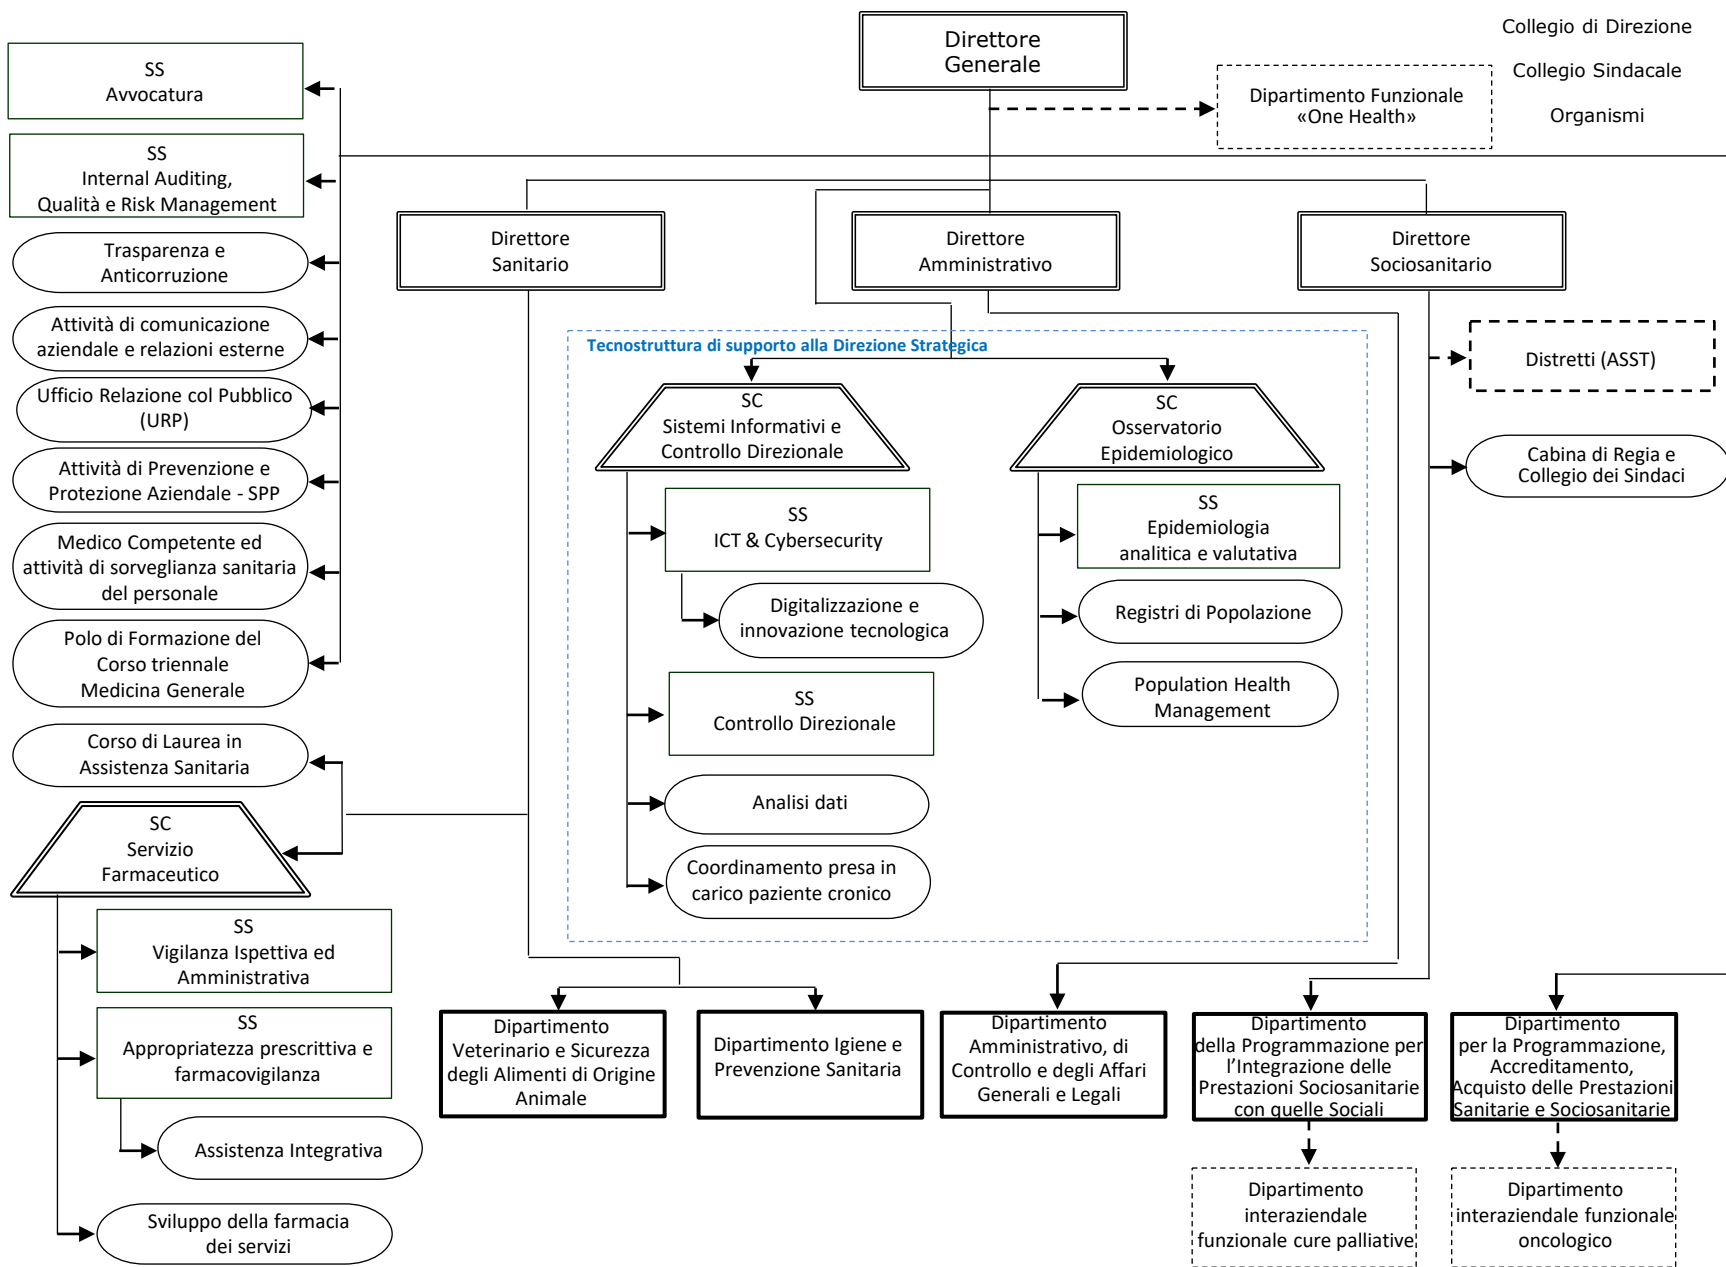 Direttore
Generale
Collegio di Direzione
Collegio Sindacale
Organismi
Dipartimento Funzionale
«One Health»
SS
Avvocatura
SS
Internal Auditing,
Qualità e Risk Management
Trasparenza e
Anticorruzione
Attività di comunicazione
aziendale e relazioni esterne
Ufficio Relazione col Pubblico
(URP)
Attività di Prevenzione e
Protezione Aziendale - SPP
Medico Competente ed
attività di sorveglianza sanitaria
del personale
Polo di Formazione del
Corso triennale
Medicina Generale
Corso di Laurea in
Assistenza Sanitaria
SC
Servizio
Farmaceutico
SS
Vigilanza Ispettiva ed
Amministrativa
SS
Appropriatezza prescrittiva e
farmacovigilanza
Assistenza Integrativa
Sviluppo della farmacia
dei servizi
Direttore
Sanitario
Direttore
Amministrativo
Direttore
Sociosanitario
Tecnostruttura di supporto alla Direzione Strategica
SC
Sistemi Informativi e
Controllo Direzionale
SS
ICT & Cybersecurity
Digitalizzazione e
innovazione tecnologica
SS
Controllo Direzionale
Analisi dati
Coordinamento presa in
carico paziente cronico
SC
Osservatorio
Epidemiologico
SS
Epidemiologia
analitica e valutativa
Registri di Popolazione
Population Health
Management
Distretti (ASST)
Cabina di Regia e
Collegio dei Sindaci
Dipartimento
Veterinario e Sicurezza
degli Alimenti di Origine
Animale
Dipartimento Igiene e
Prevenzione Sanitaria
Dipartimento
Amministrativo, di
Controllo e degli Affari
Generali e Legali
Dipartimento
della Programmazione per
l’Integrazione delle
Prestazioni Sociosanitarie
con quelle Sociali
Dipartimento
per la Programmazione,
Accreditamento,
Acquisto delle Prestazioni
Sanitarie e Sociosanitarie
Dipartimento
interaziendale
funzionale cure palliative
Dipartimento
interaziendale funzionale
oncologico